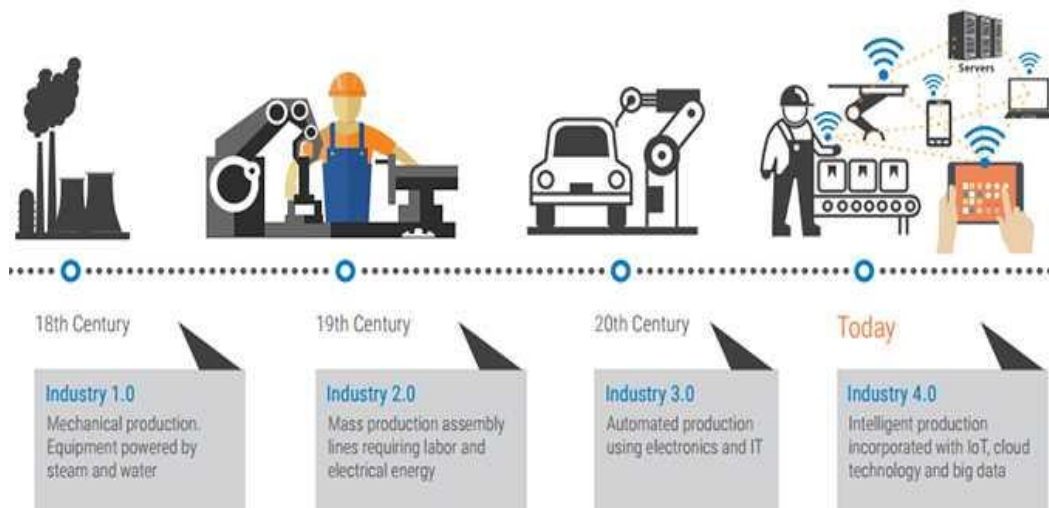 Servers
18th Century
Industry 1.0
Mechanical production.
Equipment powered by
steam and water
19th Century
Industry 2.0
Mass production assembly
lines requiring labor and
electrical energy
20th Century
Industry 3.0
Automated production
using electronics and IT
Today
Industry 4.0
Intelligent production
incorporated with IoT, cloud
technology and big data